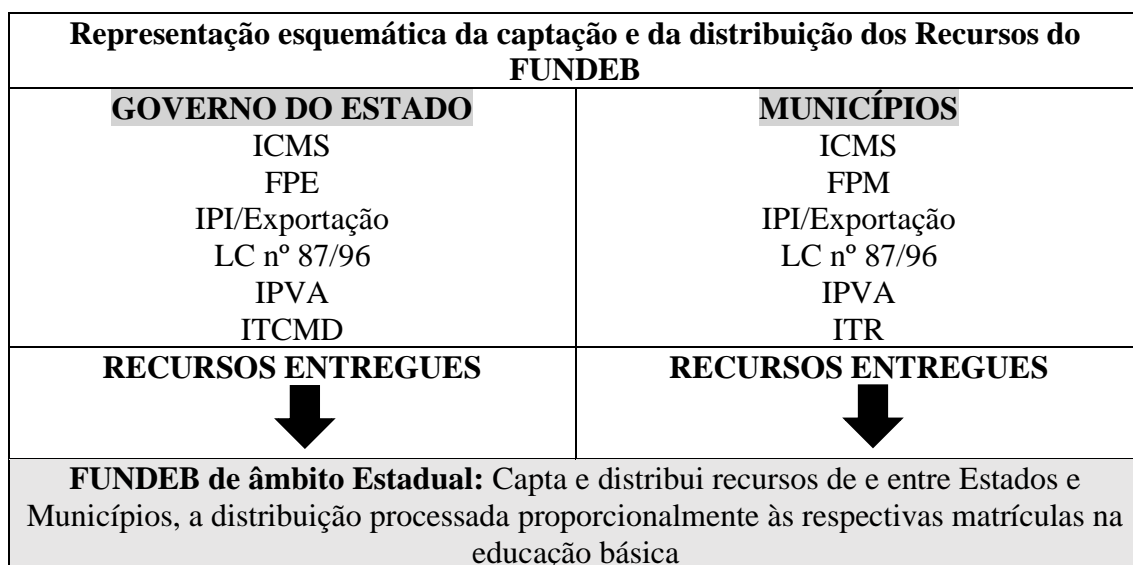 Representação esquemática da captação e da distribuição dos Recursos do
FUNDEB
GOVERNO DO ESTADO
ICMS
FPE
IPI/Exportação
LC nº 87/96
IPVA
ITCMD
MUNICÍPIOS
ICMS
FPM
IPI/Exportação
LC nº 87/96
IPVA
ITR
RECURSOS ENTREGUES
RECURSOS ENTREGUES
FUNDEB de âmbito Estadual: Capta e distribui recursos de e entre Estados e
Municípios, a distribuição processada proporcionalmente às respectivas matrículas na
educação básica